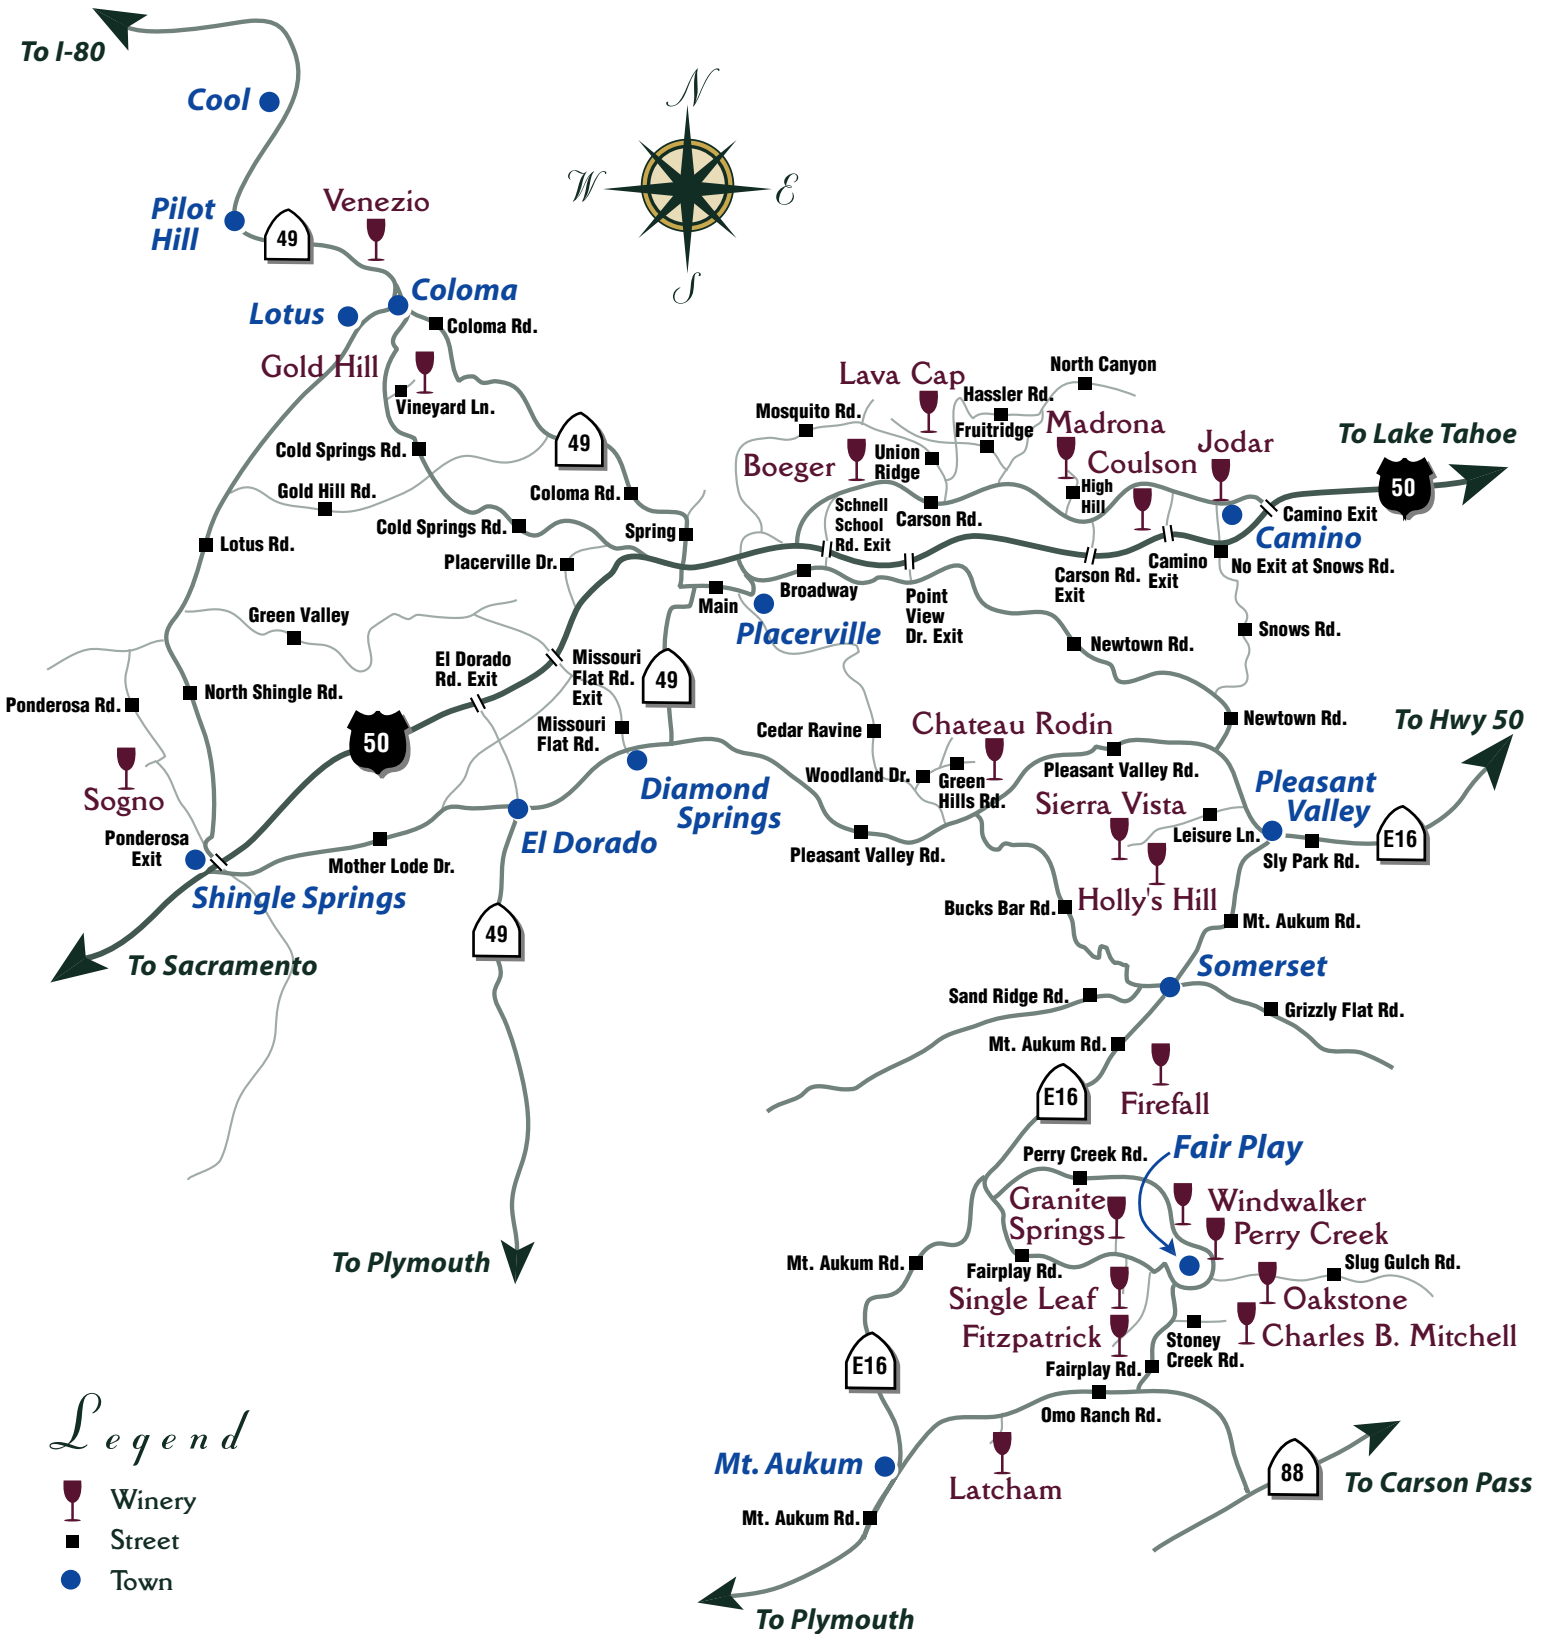 To I-80
Cool
N
W
E
S
Pilot
Hill
49
Venezio
Coloma
Lotus
Coloma Rd.
Gold Hill
Vineyard Ln.
Cold Springs Rd.
49
Gold Hill Rd.
Coloma Rd.
Cold Springs Rd.
Spring
Lotus Rd.
Placerville Dr.
Lava Cap
North Canyon
Hassler Rd.
Mosquito Rd.
Fruitridge
Madrona
Jodar
To Lake Tahoe
Boeger
Union
Ridge
Coulson
50
High
Hill
Schnell
School
Rd. Exit
Carson Rd.
Camino Exit
Camino
Carson Rd.
Exit
Camino
Exit
No Exit at Snows Rd.
Main
Broadway
Placerville
Point
View
Dr. Exit
Snows Rd.
Newtown Rd.
Green Valley
El Dorado
Rd. Exit
Missouri
Flat Rd.
Exit
49
Ponderosa Rd.
North Shingle Rd.
50
Missouri
Flat Rd.
Cedar Ravine
Chateau Rodin
Newtown Rd.
To Hwy 50
Sogno
Diamond
Springs
Woodland Dr.
Green
Hills Rd.
Pleasant Valley Rd.
Pleasant
Valley
Sierra Vista
Leisure Ln.
E16
Sly Park Rd.
Ponderosa
Exit
El Dorado
Mother Lode Dr.
Pleasant Valley Rd.
Shingle Springs
Holly's Hill
Bucks Bar Rd.
Mt. Aukum Rd.
49
To Sacramento
Somerset
Sand Ridge Rd.
Grizzly Flat Rd.
Mt. Aukum Rd.
E16
Firefall
Perry Creek Rd.
Fair Play
Granite
Springs
Windwalker
Perry Creek
To Plymouth
Mt. Aukum Rd.
Fairplay Rd.
Slug Gulch Rd.
Single Leaf
Oakstone
Fitzpatrick
Stoney
Creek Rd.
Charles B. Mitchell
E16
Fairplay Rd.
Omo Ranch Rd.
Mt. Aukum
Latcham
88
To Carson Pass
Mt. Aukum Rd.
To Plymouth
Legend
Winery
Street
Town